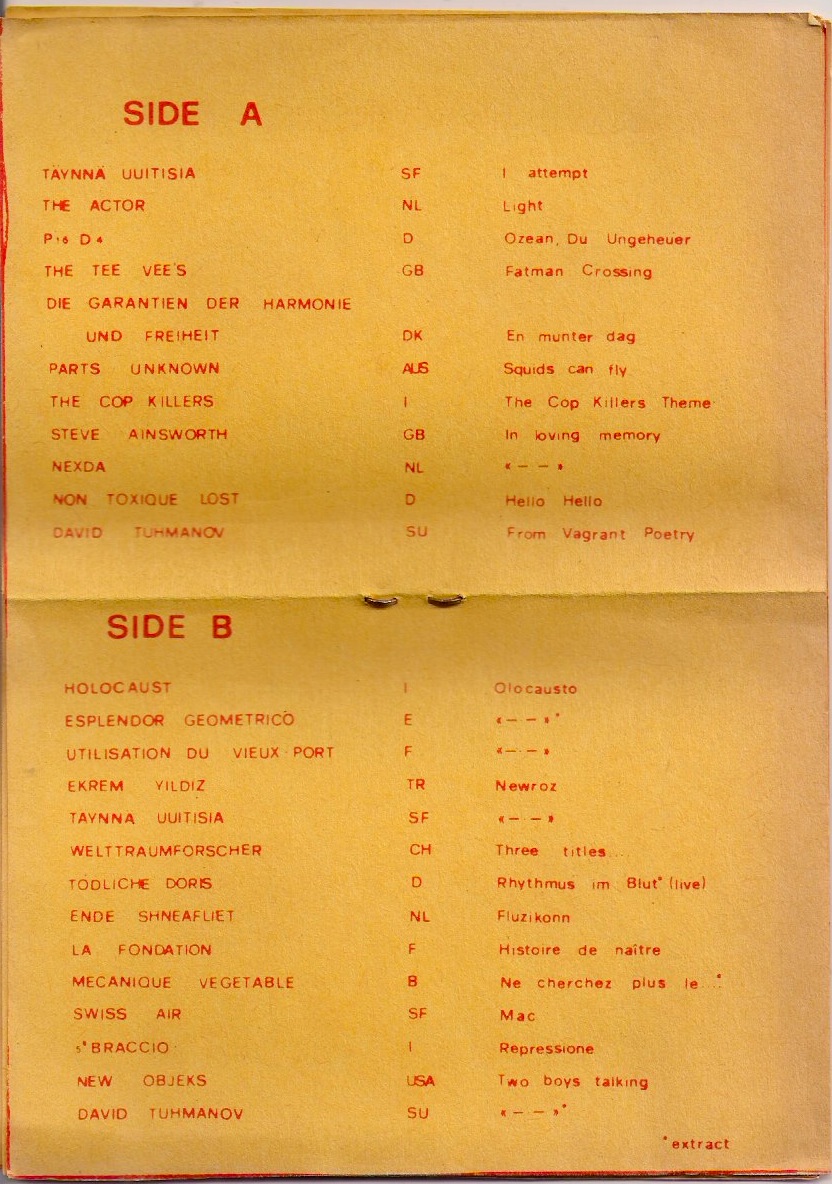 SIDE A
TÄYNNÄ UUITISIA SF I attempt
THE ACTOR NL Light
P16 D4 D Ozean, Du Ungeheuer
THE TEE VEE'S GB Fatman Crossing
DIE GARANTIEN DER HARMONIE
UND FREIHEIT DK En munter dag
PARTS UNKNOWN AUS Squids can fly
THE COP KILLERS I The Cop Killers Theme
STEVE AINSWORTH GB In loving memory
NEXDA NL « – – »
NON TOXIQUE LOST D Hello Hello
DAVID TUHMANOV SU From Vagrant Poetry
SIDE B
HOLOCAUST I Olocausto
ESPLENDOR GEOMETRICO E « – – »*
UTILISATION DU VIEUX-PORT F « – – »
EKREM YILDIZ TR Newroz
TAYNNA UUITISIA SF « – – »
WELTTRAUMFORSCHER CH Three titles...
TÖDLICHE DORIS D Rhythmus im Blut* (live)
ENDE SHNEAFLIET NL Fluzikonn
LA FONDATION F Histoire de naître
MECANIQUE VEGETABLE B Ne cherchez plus le...*
SWISS AIR SF Mac
5° BRACCIO I Repressione
NEW OBJEKS USA Two boys talking
DAVID TUHMANOV SU « – – »*
*extract